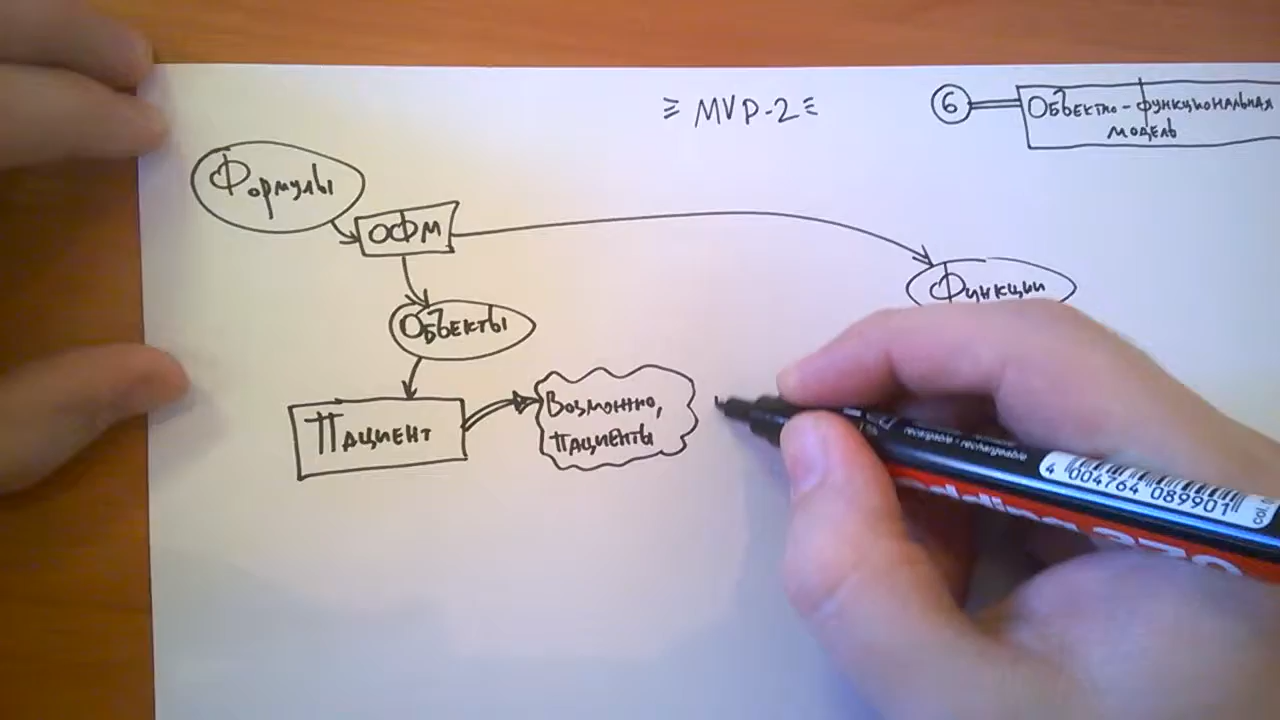 MVP-2
6
Объектно-функциональная
модель
Формулы
ОФМ
Функции
Объекты
Пациент
Возможно,
пациенты
4 004764 089901